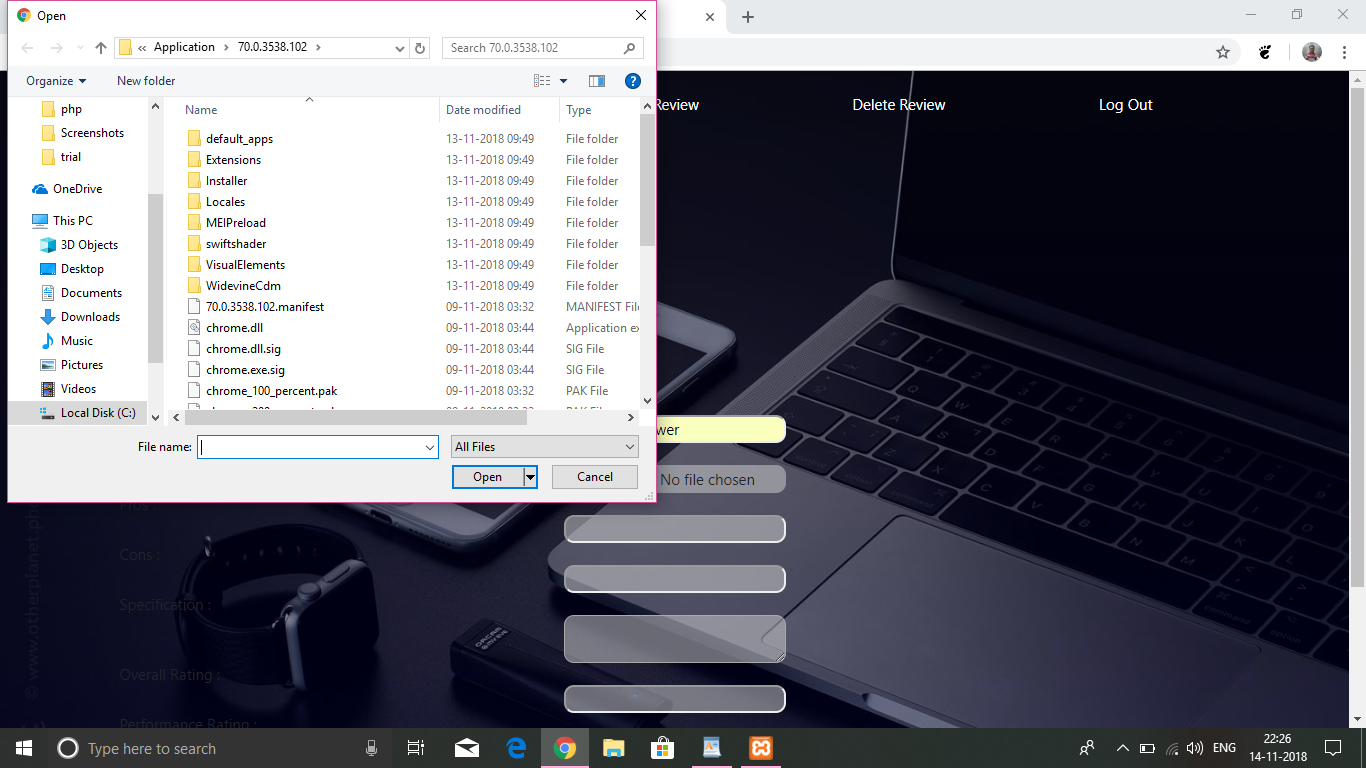 Open
Application
70.0.3538.102
Search 70.0.3538.102
Organize
New folder
Review
Delete Review
Log Out
php
Screenshots
trial
OneDrive
This PC
3D Objects
Desktop
Documents
Downloads
Music
Pictures
Videos
Local Disk (C:)
Name Date modified Type
default_apps 13-11-2018 09:49 File folder
Extensions 13-11-2018 09:49 File folder
Installer 13-11-2018 09:49 File folder
Locales 13-11-2018 09:49 File folder
MEIPreload 13-11-2018 09:49 File folder
swiftshader 13-11-2018 09:49 File folder
VisualElements 13-11-2018 09:49 File folder
WidevineCdm 13-11-2018 09:49 File folder
70.0.3538.102.manifest 09-11-2018 03:32 MANIFEST File
chrome.dll 09-11-2018 03:44 Application ex
chrome.dll.sig 09-11-2018 03:44 SIG File
chrome.exe.sig 09-11-2018 03:44 SIG File
chrome_100_percent.pak 09-11-2018 03:32 PAK File
File name:
All Files
Open
Cancel
wer
No file chosen
Pros :
Cons :
Specification :
Overall Rating :
Performance Rating :
ORCAM
MY EYE
control
option
command
command
option
Type here to search
ENG
22:26
14-11-2018